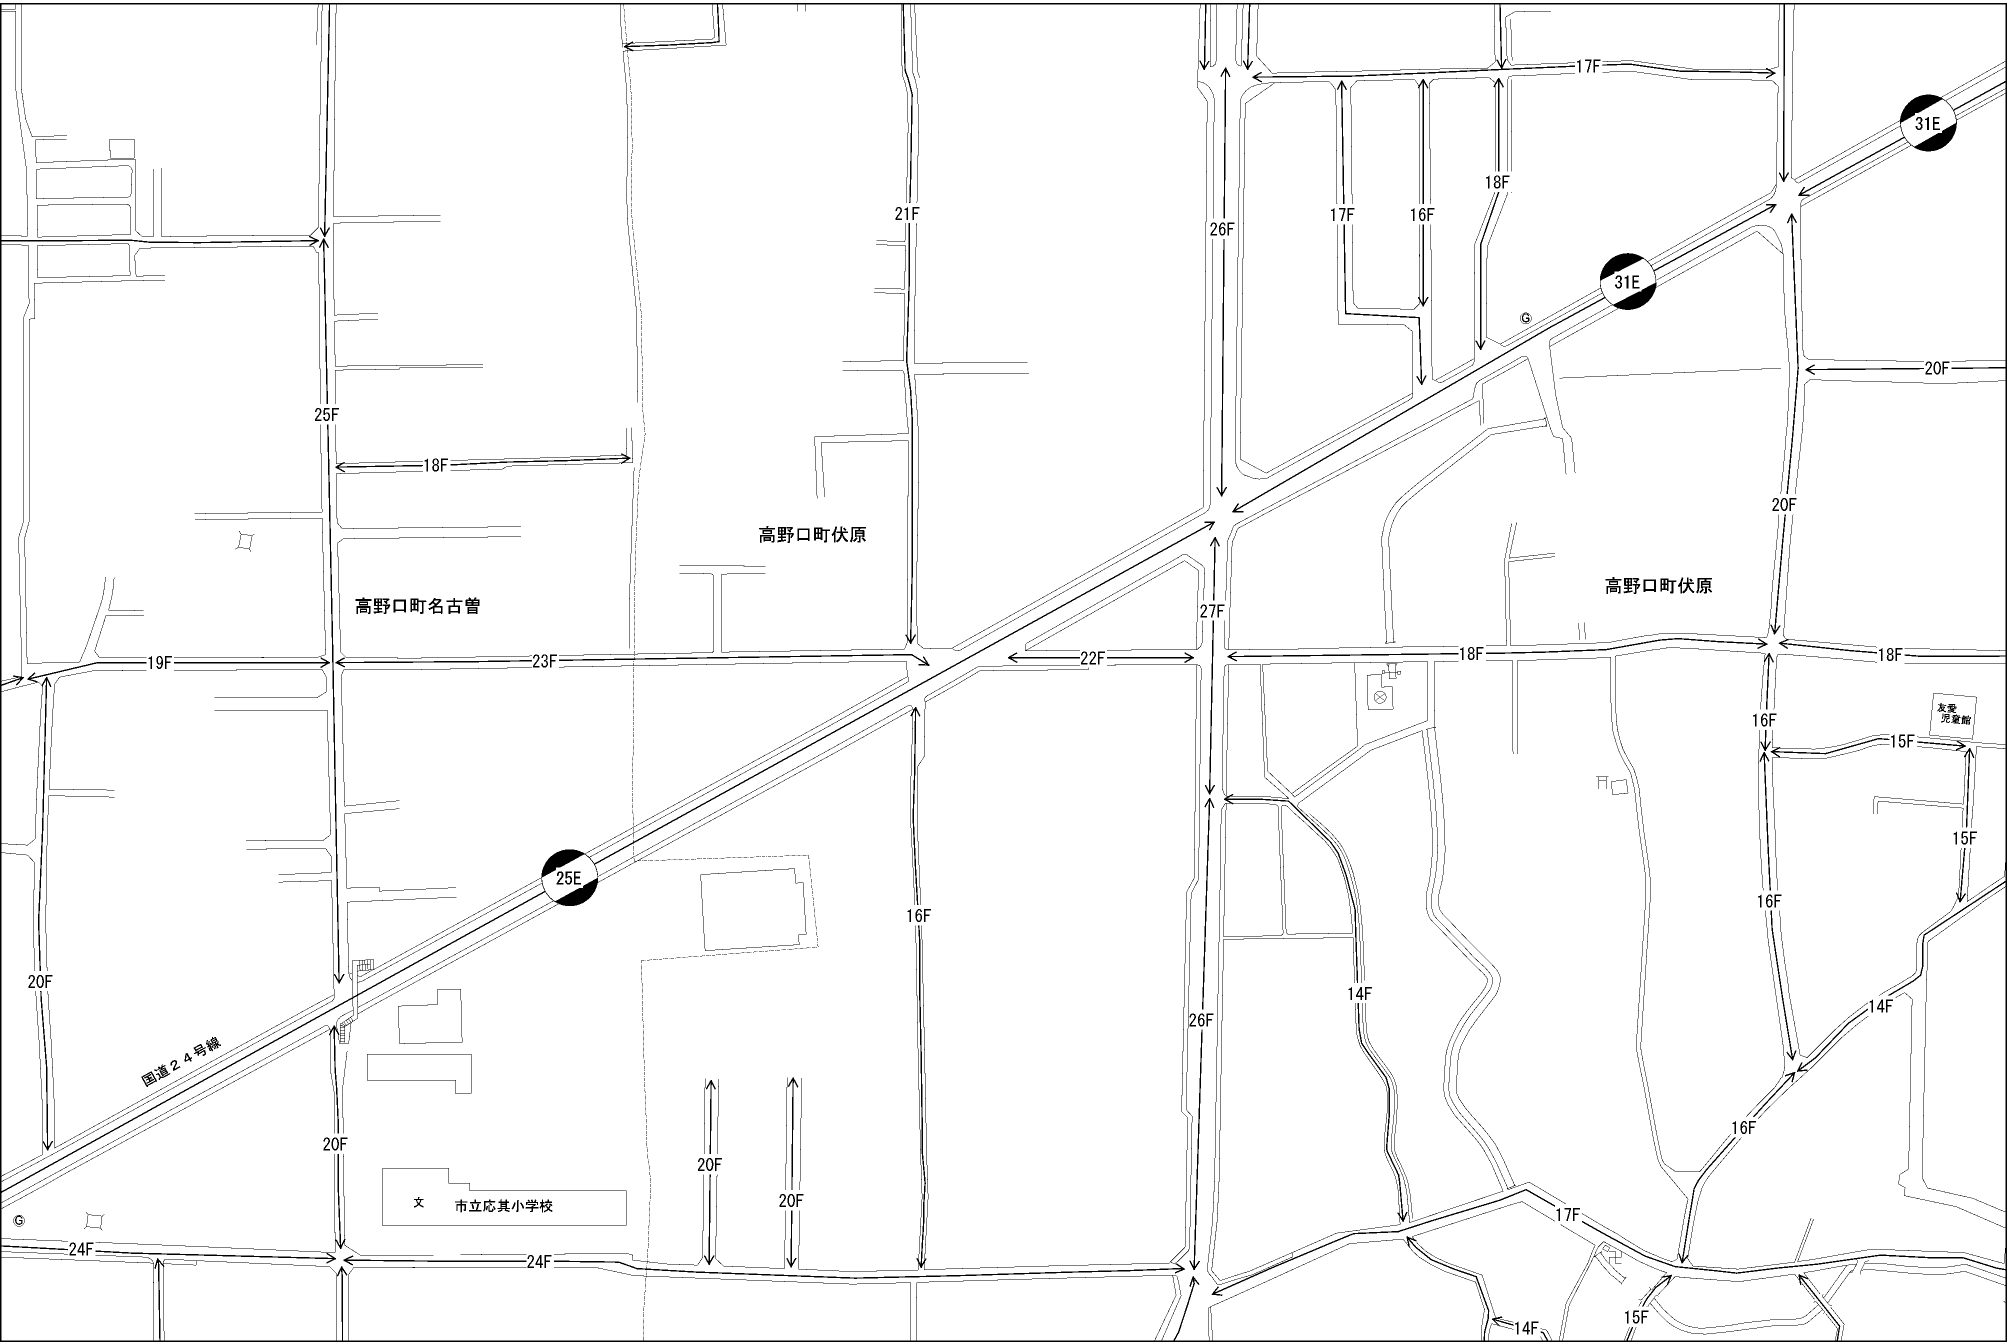 17F
31E
18F
21F
17F
16F
26F
31E
20F
25F
G
18F
20F
高野口町伏原
高野口町伏原
高野口町名古曽
27F
19F
23F
22F
18F
18F
友愛
児童館
16F
15F
15F
25E
16F
16F
20F
14F
14F
26F
国道24号線
16F
20F
20F
20F
文 市立応其小学校
17F
G
24F
24F
15F
14F